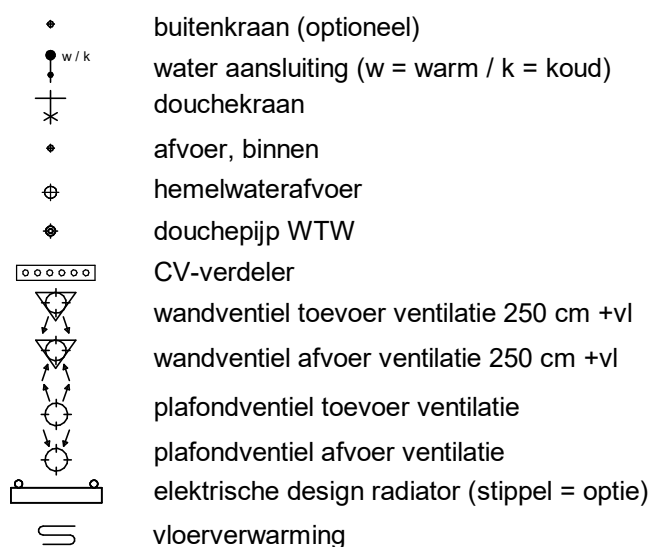 buitenkraan (optioneel)
w / k
water aansluiting (w = warm / k = koud)
douchekraan
afvoer, binnen
hemelwaterafvoer
douchepijp WTW
CV-verdeler
wandventiel toevoer ventilatie 250 cm +vl
wandventiel afvoer ventilatie 250 cm +vl
plafondventiel toevoer ventilatie
plafondventiel afvoer ventilatie
elektrische design radiator (stippel = optie)
vloerverwarming